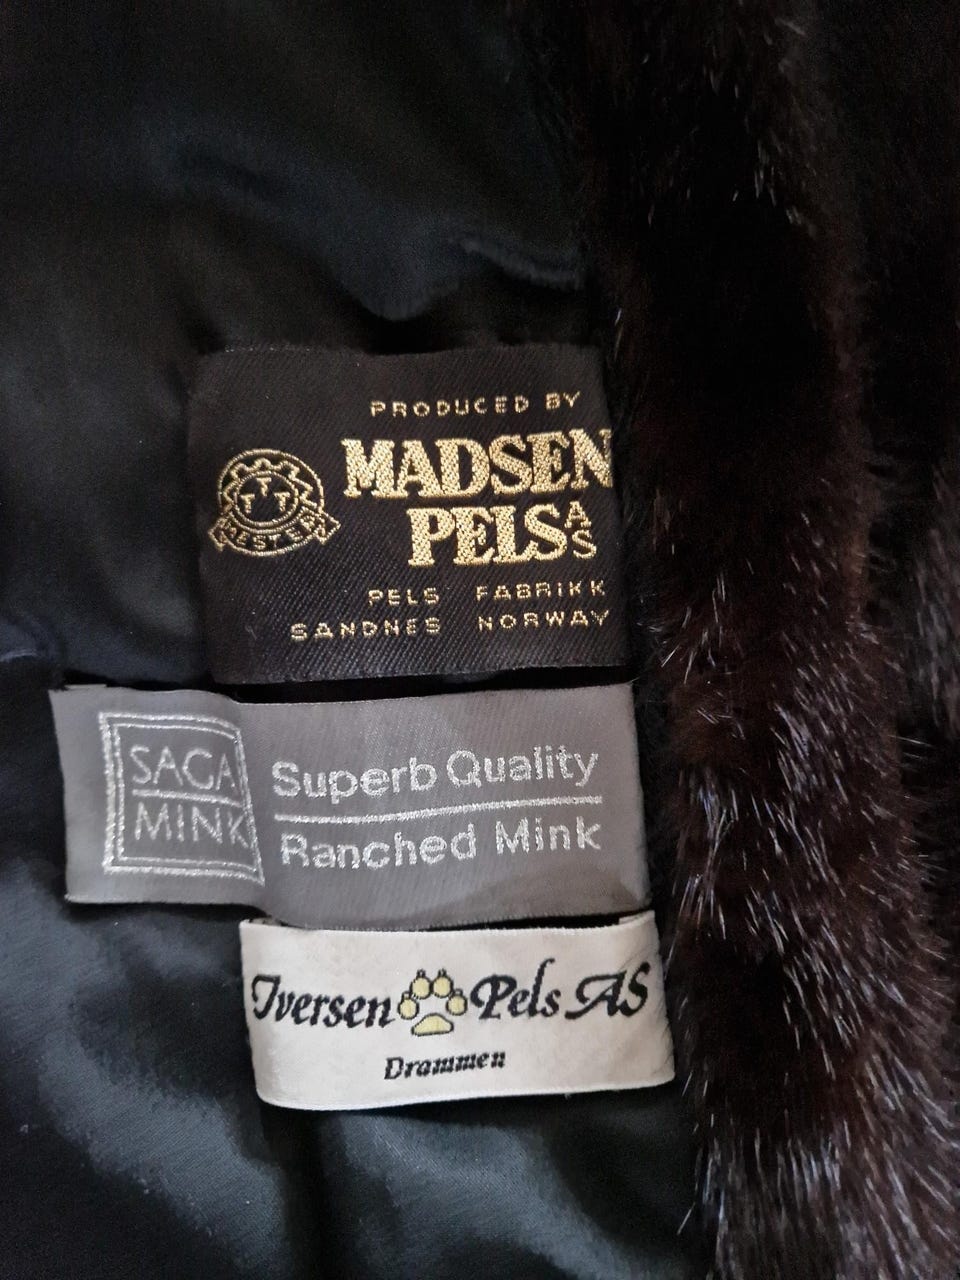 PRODUCED BY
MADSEN
PELS AS
PELS FABRIKK
SANDNES NORWAY
MESTER
SAGA
MINK
Superb Quality
Ranched Mink
Iversen Pels AS
Drammen